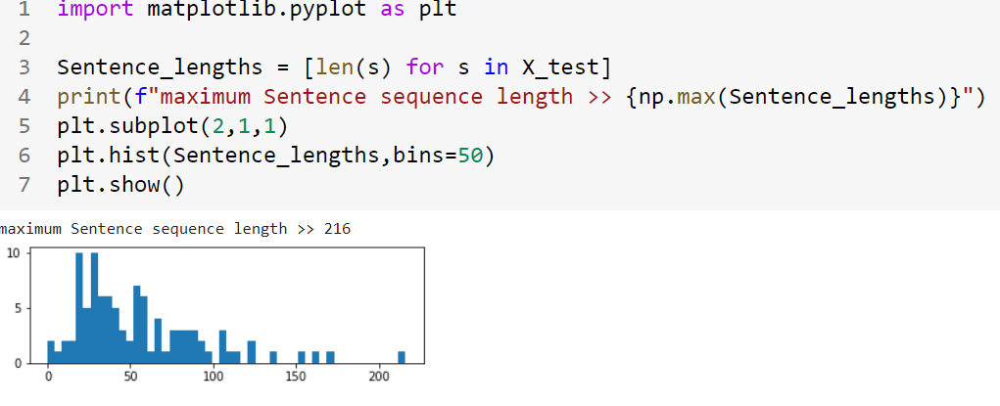 1 import matplotlib.pyplot as plt
2
3 Sentence_lengths = [len(s) for s in X_test]
4 print(f"maximum Sentence sequence length >> {np.max(Sentence_lengths)}")
5 plt.subplot(2,1,1)
6 plt.hist(Sentence_lengths,bins=50)
7 plt.show()
maximum Sentence sequence length >> 216
10
5
0
0 50 100 150 200